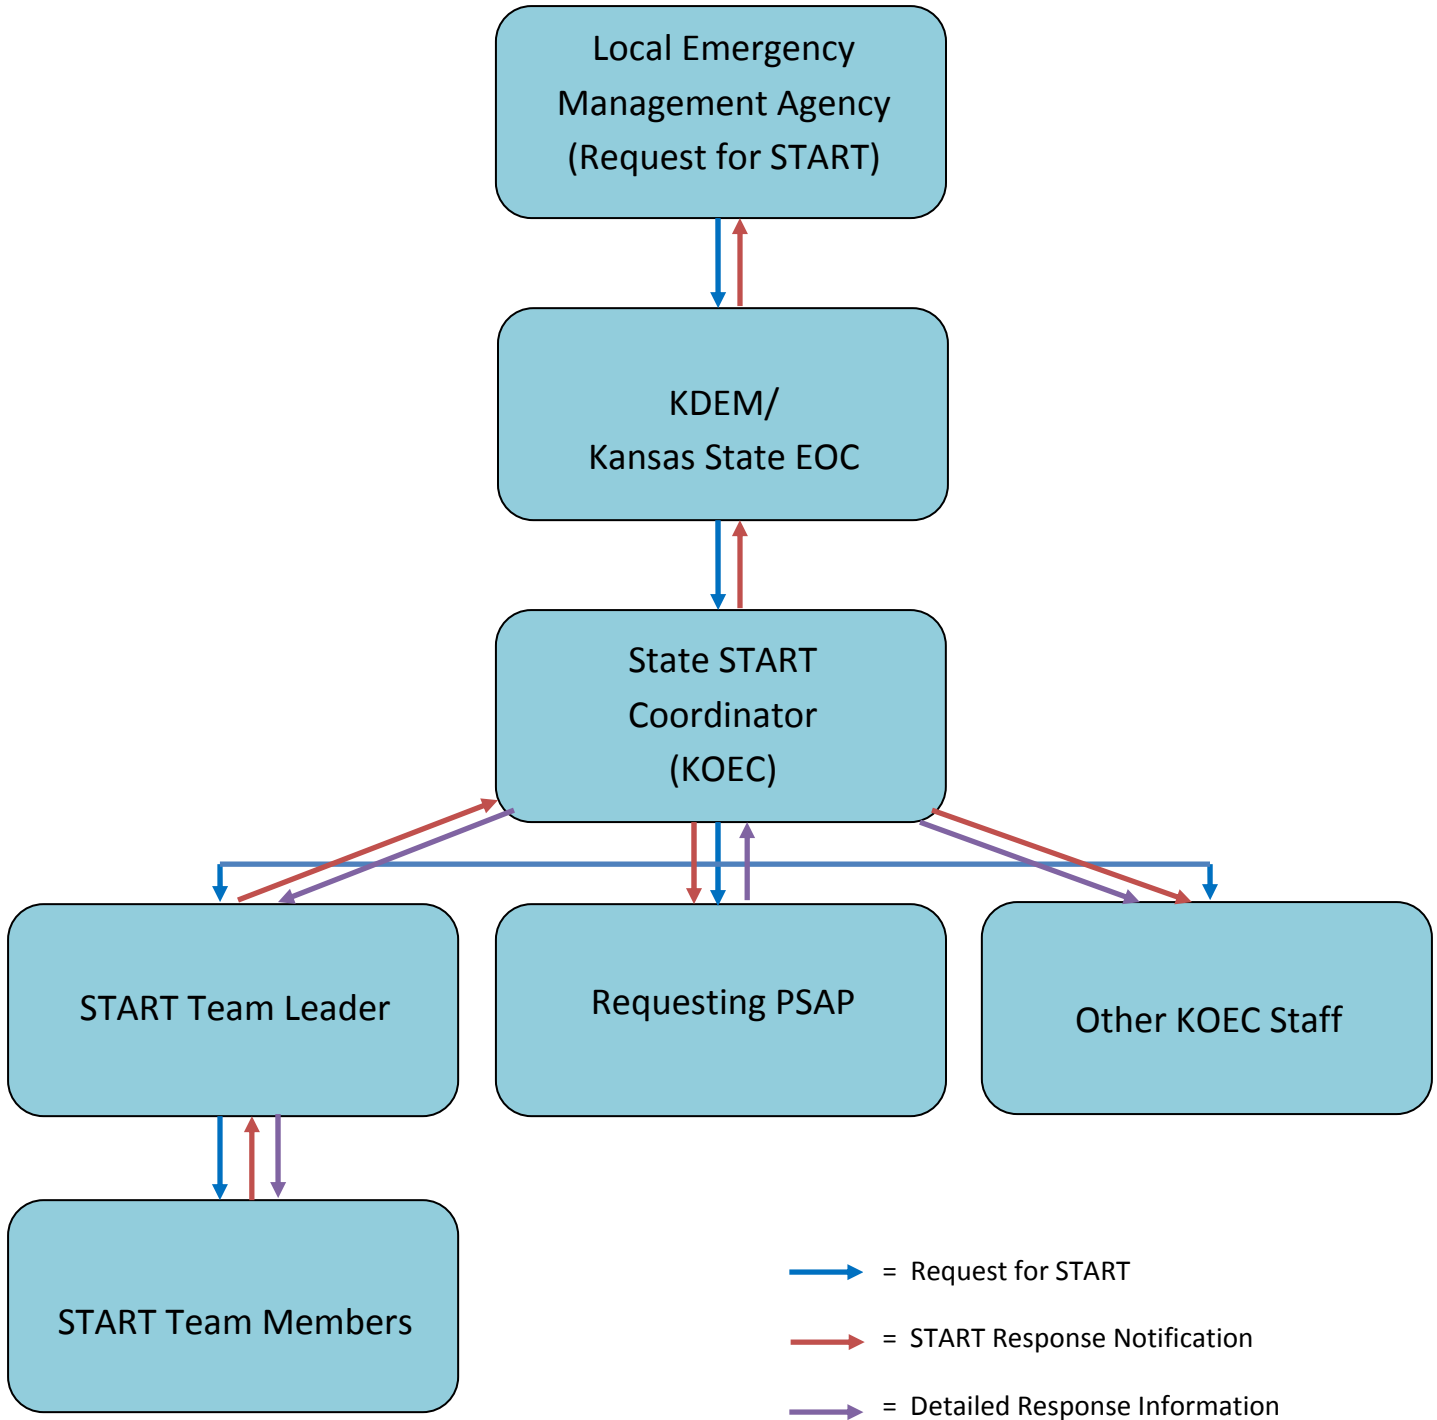 Local Emergency
Management Agency
(Request for START)
KDEM/
Kansas State EOC
State START
Coordinator
(KOEC)
START Team Leader
Requesting PSAP
Other KOEC Staff
START Team Members
= Request for START
= START Response Notification
= Detailed Response Information